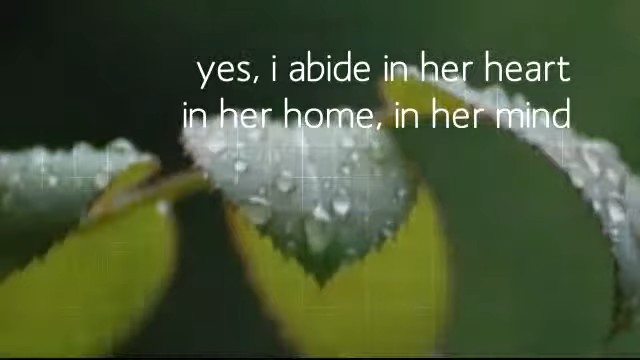 yes, i abide in her heart
in her home, in her mind